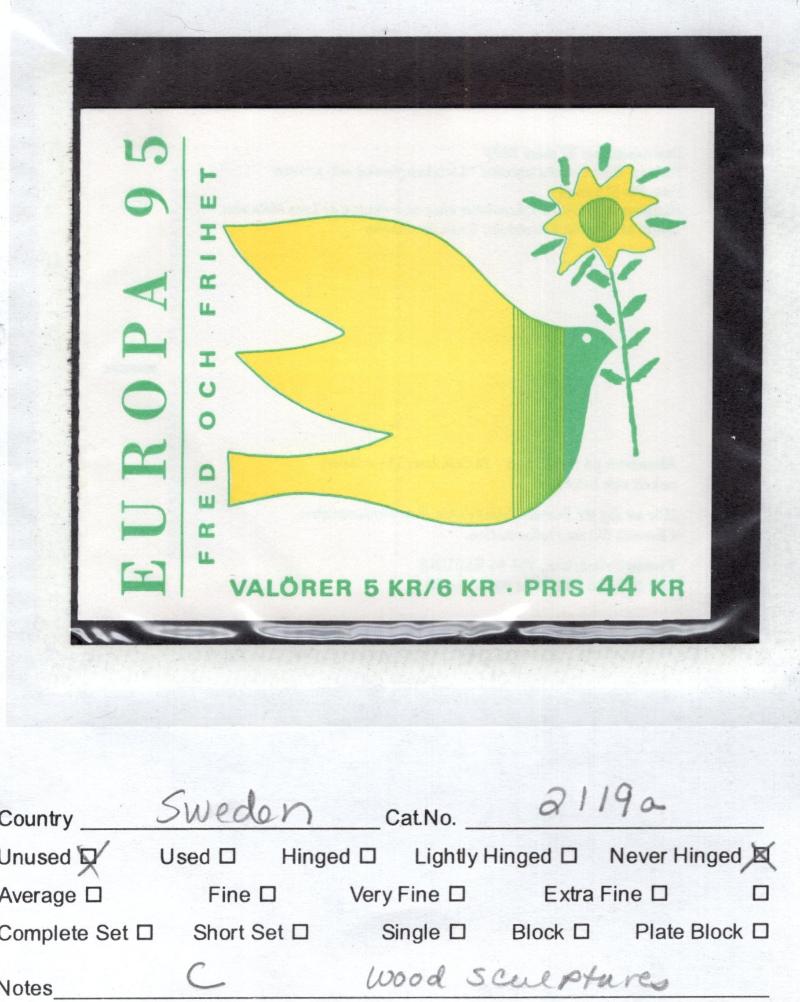 EUROPA 95
FRED OCH FRIHET
VALÖRER 5 KR/6 KR · PRIS 44 KR
Country Sweden Cat.No. 2119a
Unused Used Hinged Lightly Hinged Never Hinged
Average Fine Very Fine Extra Fine
Complete Set Short Set Single Block Plate Block
Notes C wood sculptures